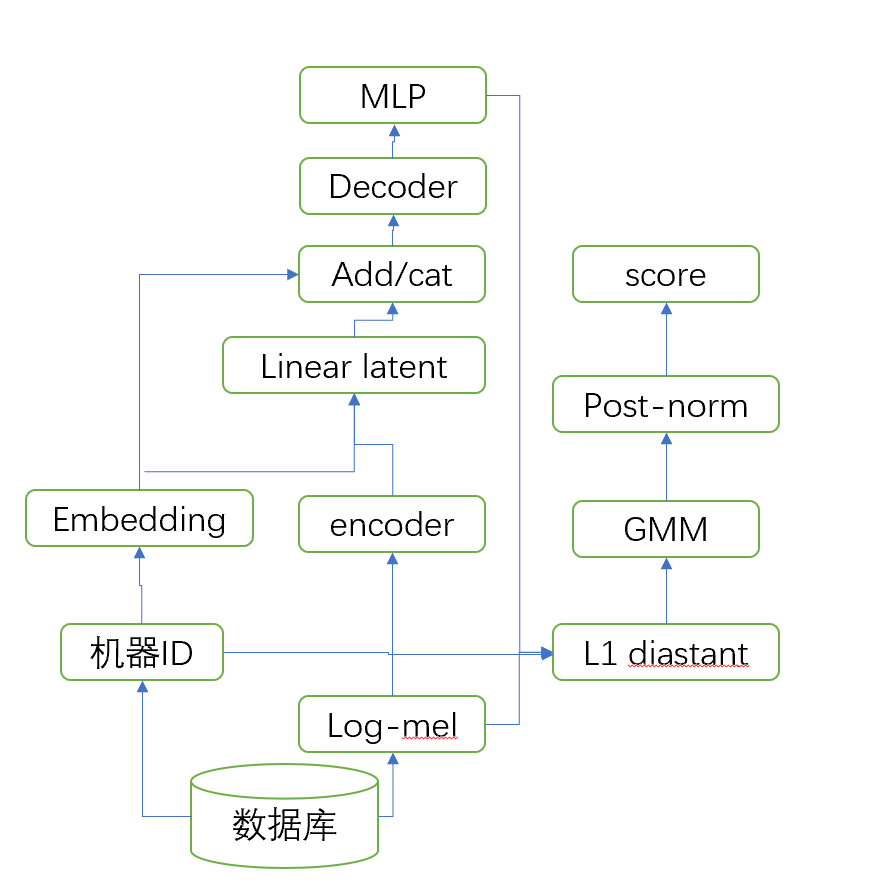 MLP
Decoder
Add/cat
score
Linear latent
Post-norm
Embedding
encoder
GMM
机器ID
L1 diastant
Log-mel
数据库